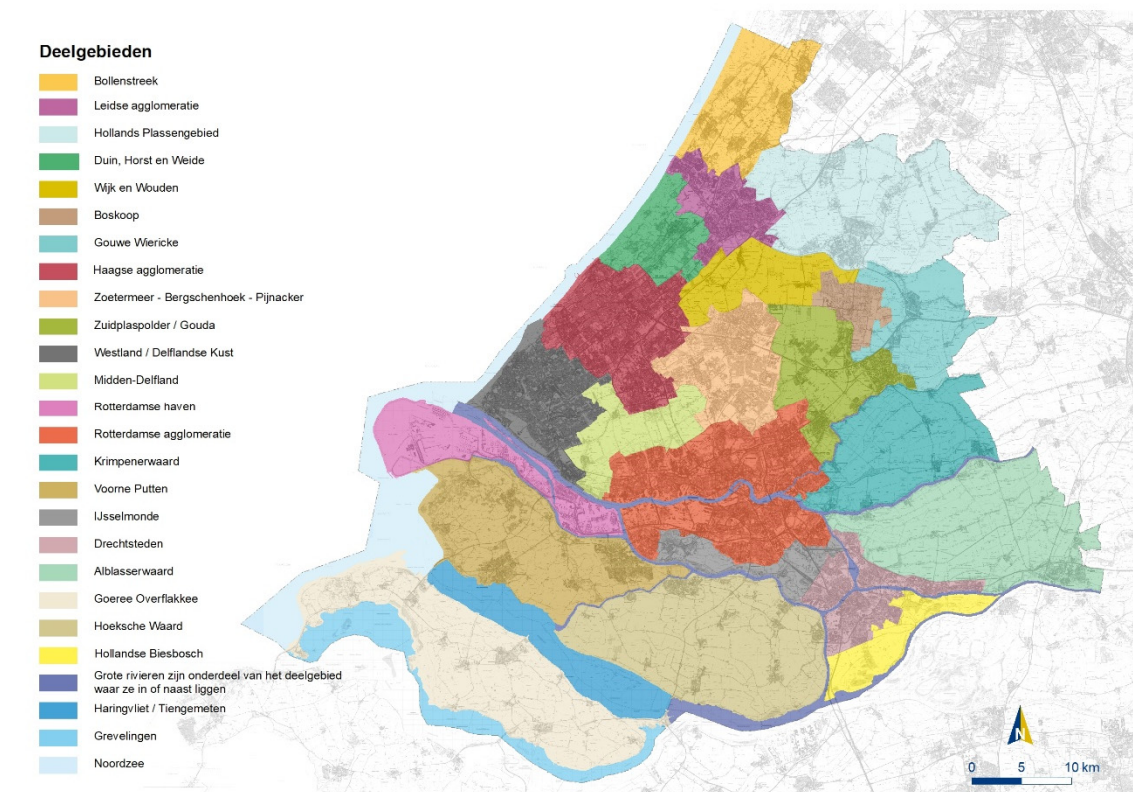 Deelgebieden
Bollenstreek
Leidse agglomeratie
Hollands Plassengebied
Duin, Horst en Weide
Wijk en Wouden
Boskoop
Gouwe Wiericke
Haagse agglomeratie
Zoetermeer - Bergschenhoek - Pijnacker
Zuidplaspolder / Gouda
Westland / Delflandse Kust
Midden-Delfland
Rotterdamse haven
Rotterdamse agglomeratie
Krimpenerwaard
Voorne Putten
IJsselmonde
Drechtsteden
Alblasserwaard
Goeree Overflakkee
Hoeksche Waard
Hollandse Biesbosch
Grote rivieren zijn onderdeel van het deelgebied
waar ze in of naast liggen
Haringvliet / Tiengemeten
Grevelingen
Noordzee
N
0 5 10 km